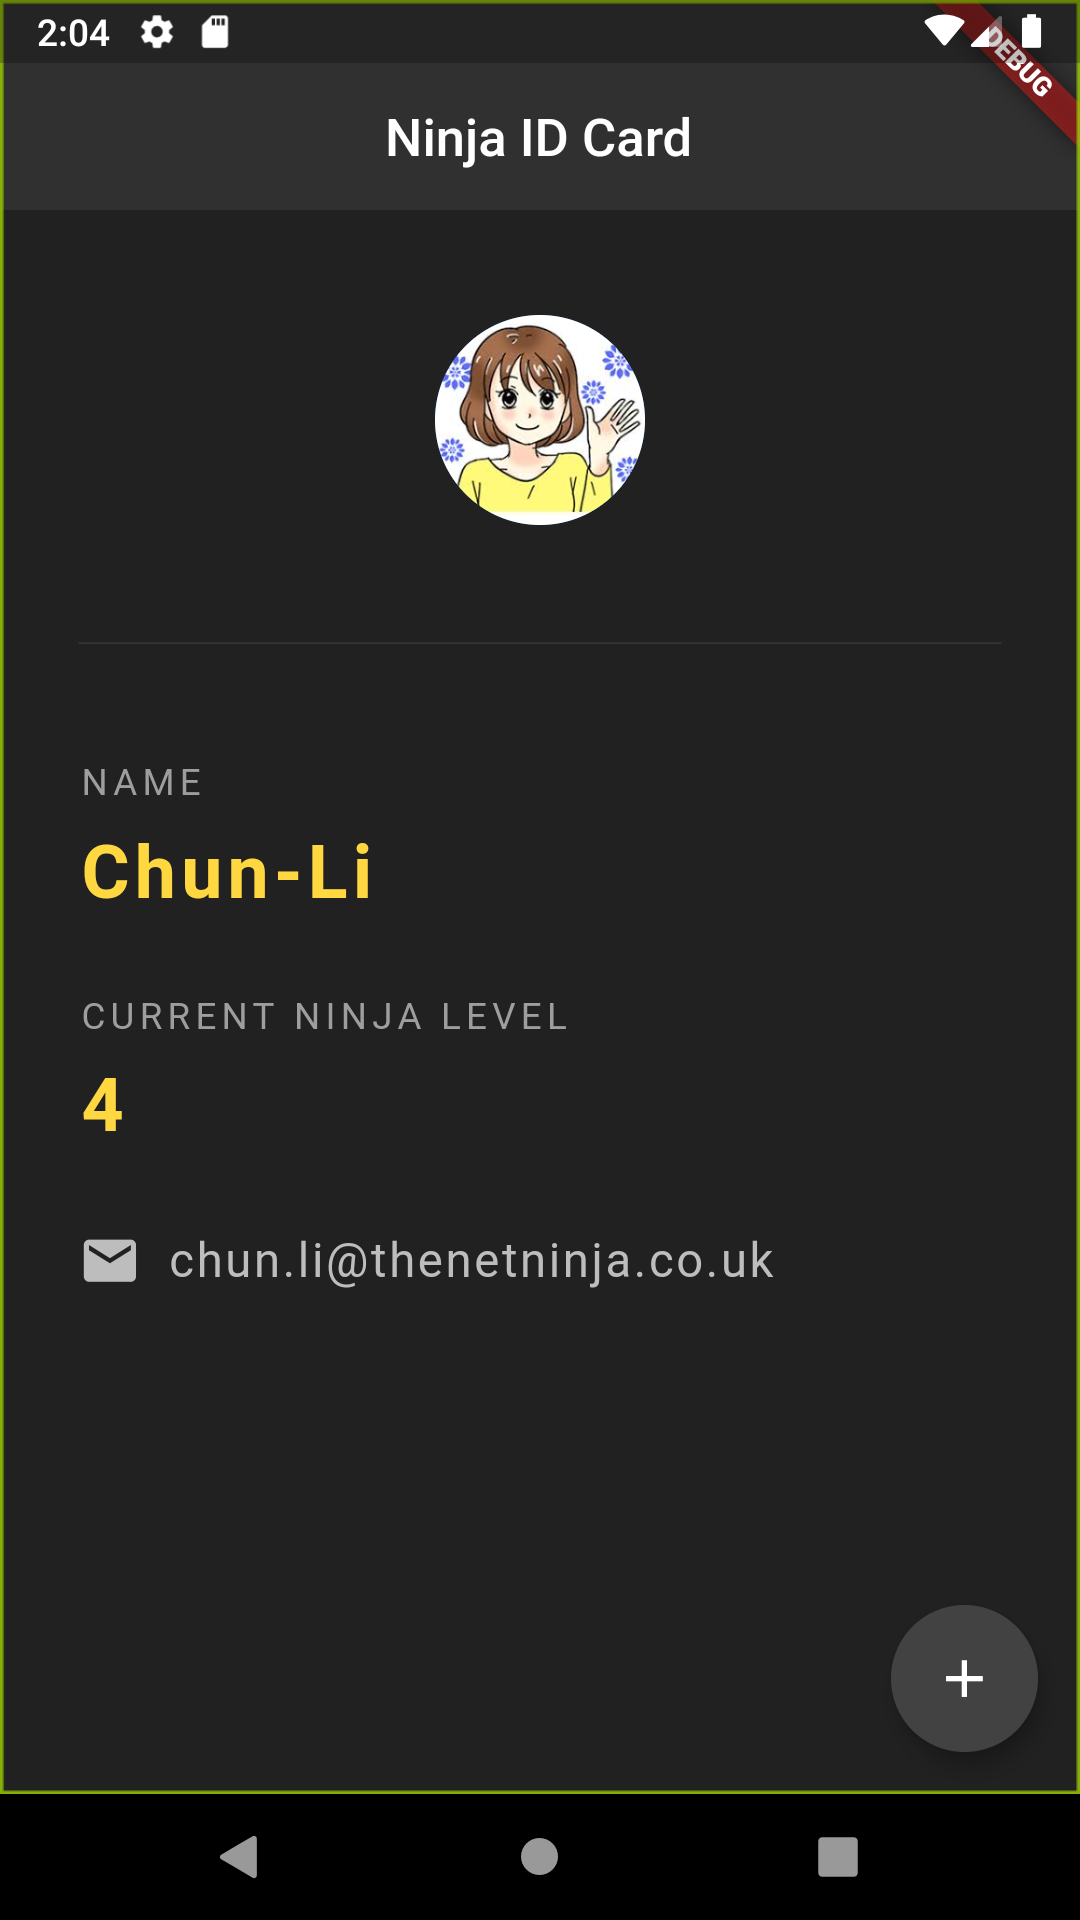 2:04
DEBUG
Ninja ID Card
NAME
Chun-Li
CURRENT NINJA LEVEL
4
chun.li@thenetninja.co.uk